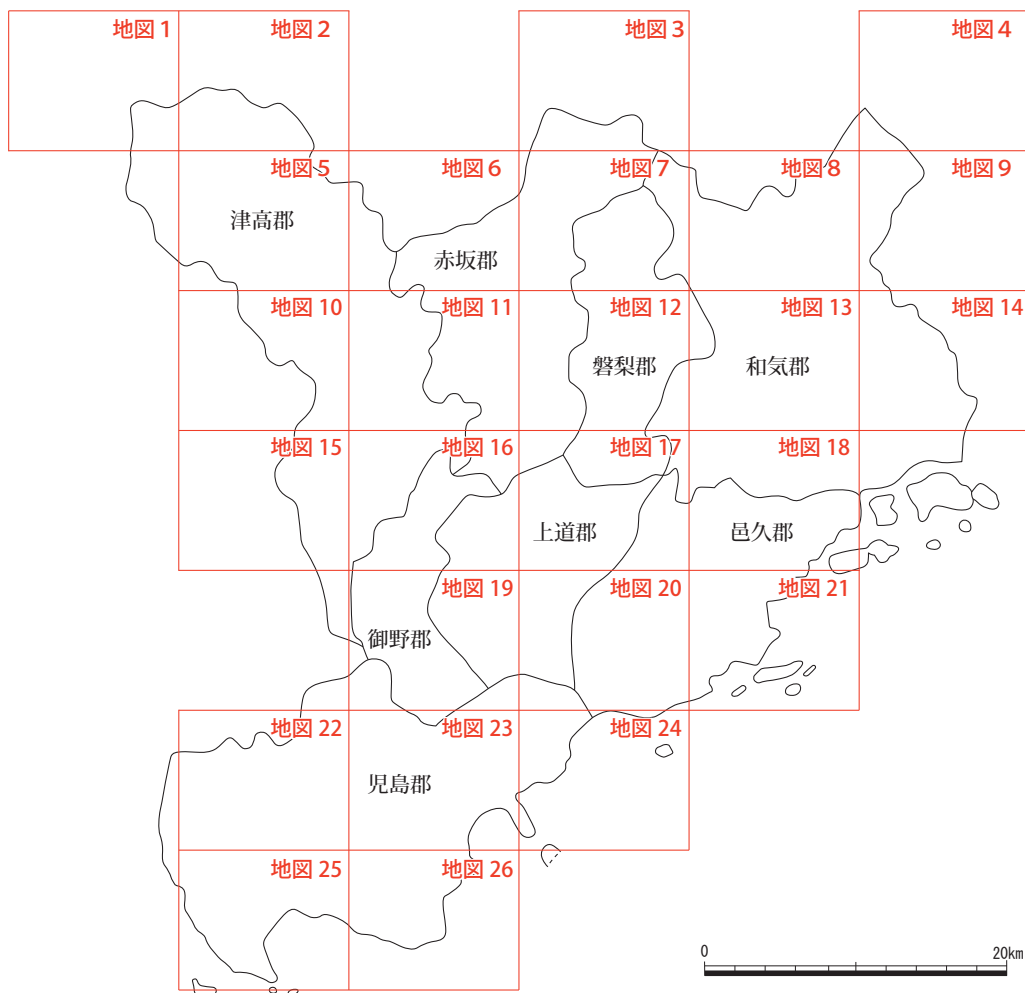 地図 1
地図 2
地図 3
地図 4
地図 5
地図 6
地図 7
地図 8
地図 9
津高郡
赤坂郡
地図 10
地図 11
地図 12
地図 13
地図 14
磐梨郡
和気郡
地図 15
地図 16
地図 17
地図 18
上道郡
邑久郡
地図 19
地図 20
地図 21
御野郡
地図 22
地図 23
地図 24
児島郡
地図 25
地図 26
0
20km